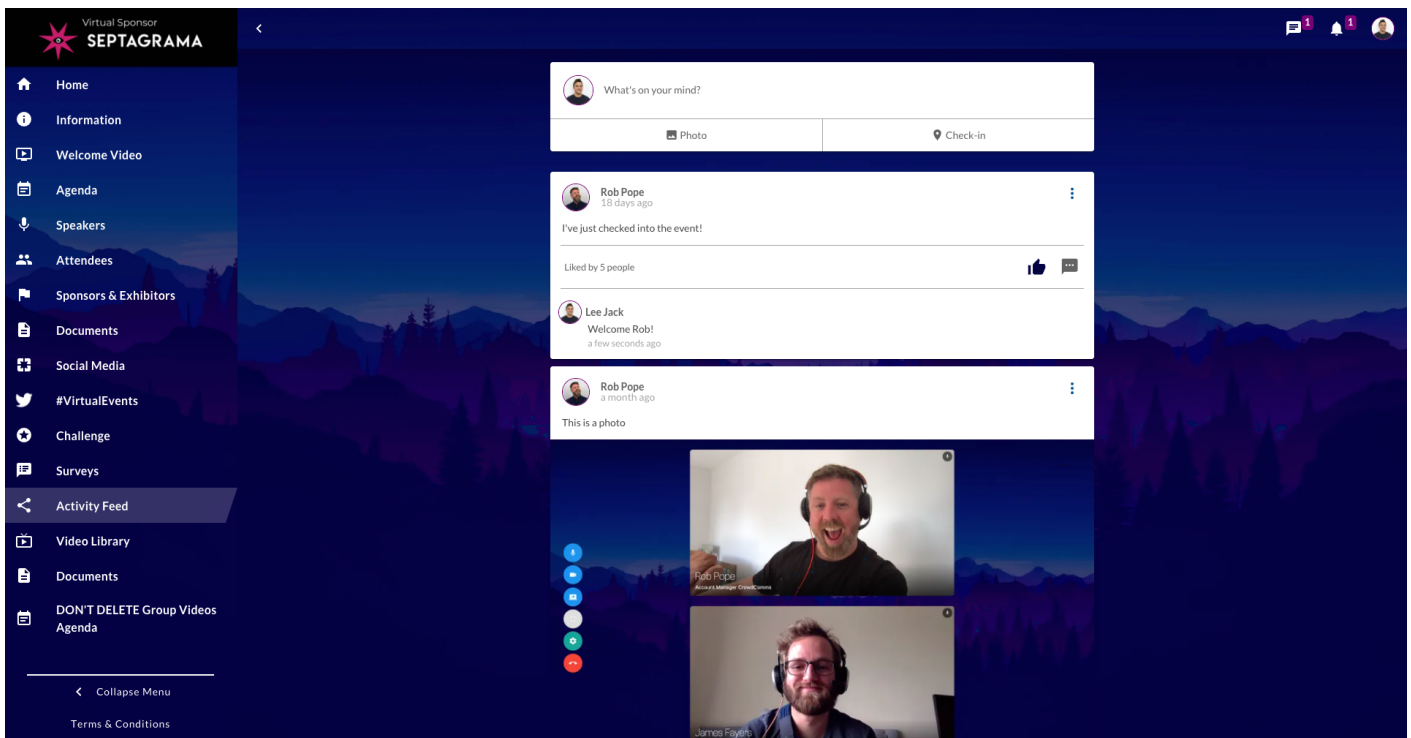 Virtual Sponsor
SEPTAGRAMA
1
1
Home
Information
Welcome Video
Agenda
Speakers
Attendees
Sponsors & Exhibitors
Documents
Social Media
#VirtualEvents
Challenge
Surveys
Activity Feed
Video Library
Documents
DON'T DELETE Group Videos
Agenda
Collapse Menu
Terms & Conditions
What's on your mind?
Photo
Check-in
Rob Pope
18 days ago
I've just checked into the event!
Liked by 5 people
Lee Jack
Welcome Rob!
a few seconds ago
Rob Pope
a month ago
This is a photo
Rob Pope
Account Manager CrowdComms
James Fayers